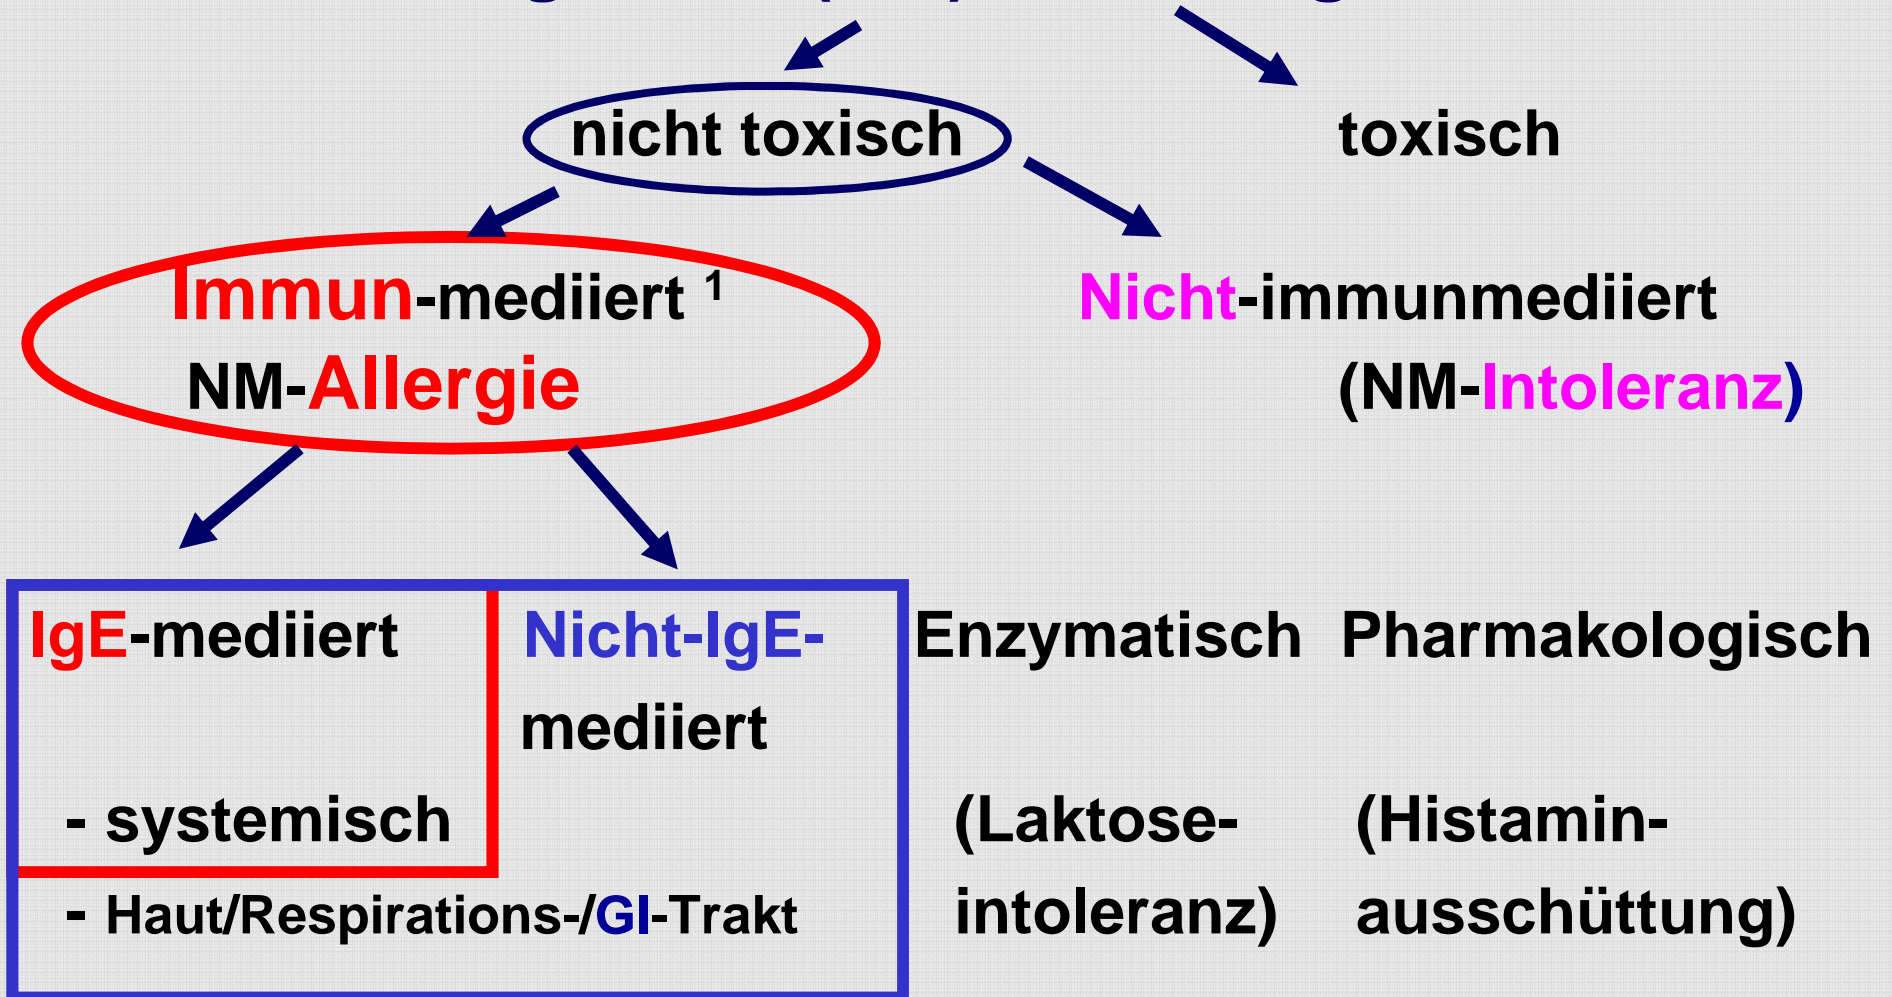 nicht toxisch toxisch
Immun-mediiert ¹ Nicht-immunmediiert
NM-Allergie (NM-Intoleranz)
IgE-mediiert Nicht-IgE- Enzymatisch Pharmakologisch
mediiert
- systemisch (Laktose- (Histamin-
- Haut/Respirations-/GI-Trakt intoleranz) ausschüttung)